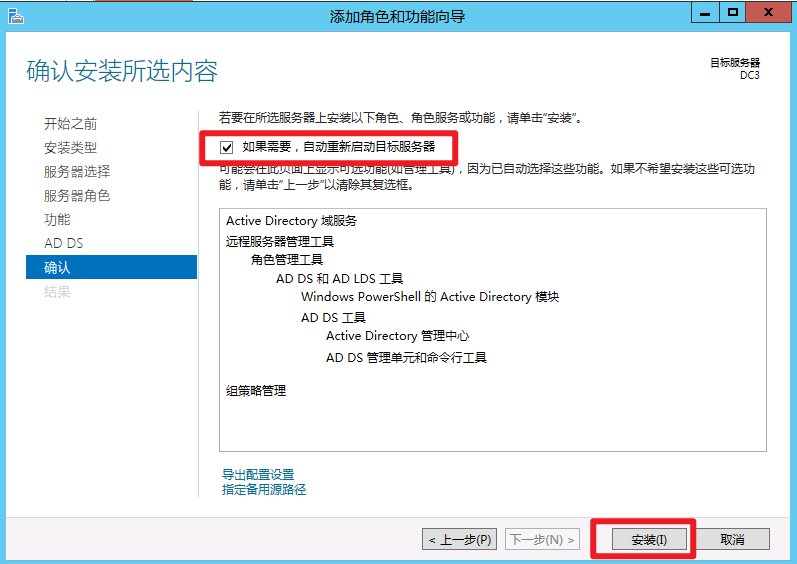 添加角色和功能向导
确认安装所选内容
目标服务器
DC3
开始之前
安装类型
服务器选择
服务器角色
功能
AD DS
确认
结果
若要在所选服务器上安装以下角色、角色服务或功能，请单击"安装"。
如果需要，自动重新启动目标服务器
可能会在此页面上显示可选功能(如管理工具)，因为已自动选择这些功能。如果不希望安装这些可选功
能，请单击"上一步"以清除其复选框。
Active Directory 域服务
远程服务器管理工具
角色管理工具
AD DS 和 AD LDS 工具
Windows PowerShell 的 Active Directory 模块
AD DS 工具
Active Directory 管理中心
AD DS 管理单元和命令行工具
组策略管理
导出配置设置
指定备用源路径
< 上一步(P)
下一步(N) >
安装(I)
取消